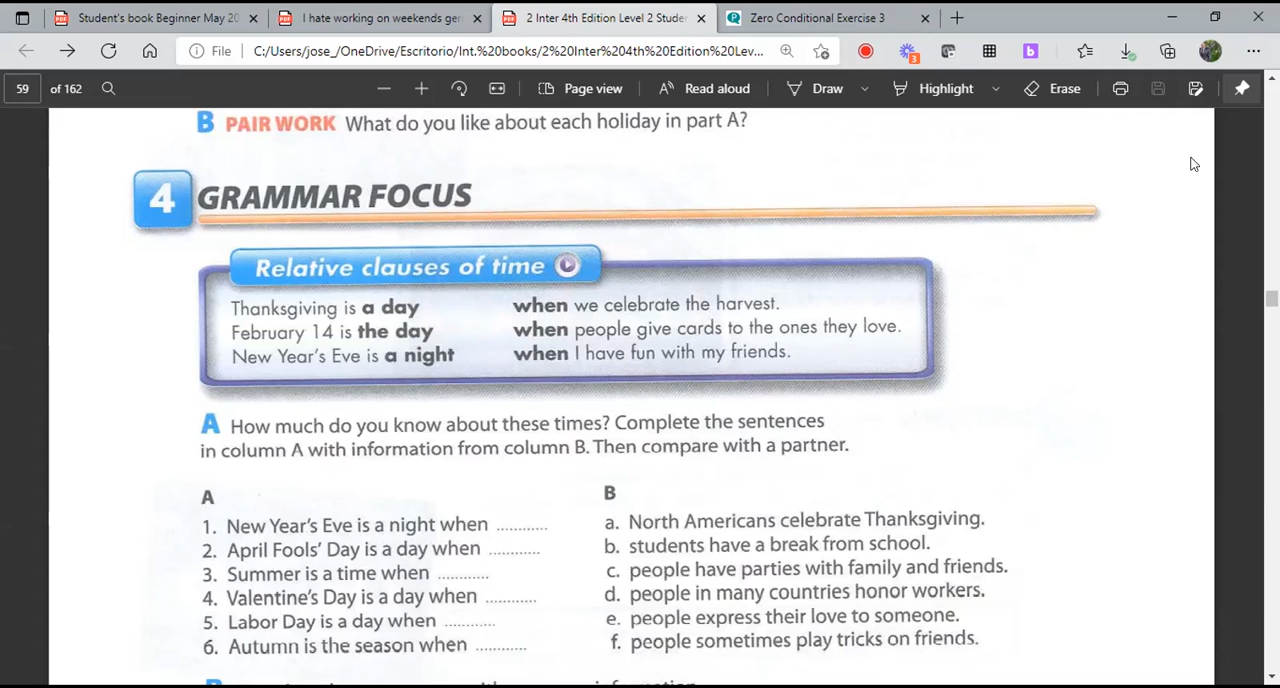 Student's book Beginner May 20
I hate working on weekends ger
2 Inter 4th Edition Level 2 Stude
Zero Conditional Exercise 3
File
C:/Users/jose_/OneDrive/Escritorio/Int.%20books/2%20Inter%204th%20Edition%20Lev...
3
b
59 of 162
Page view
Read aloud
Draw
Highlight
Erase
B PAIR WORK What do you like about each holiday in part A?
4 GRAMMAR FOCUS
Relative clauses of time
Thanksgiving is a day when we celebrate the harvest.
February 14 is the day when people give cards to the ones they love.
New Year's Eve is a night when I have fun with my friends.
A How much do you know about these times? Complete the sentences
in column A with information from column B. Then compare with a partner.
A
1. New Year's Eve is a night when ............
2. April Fools' Day is a day when ............
3. Summer is a time when ............
4. Valentine's Day is a day when ............
5. Labor Day is a day when ............
6. Autumn is the season when ............
B
a. North Americans celebrate Thanksgiving.
b. students have a break from school.
c. people have parties with family and friends.
d. people in many countries honor workers.
e. people express their love to someone.
f. people sometimes play tricks on friends.